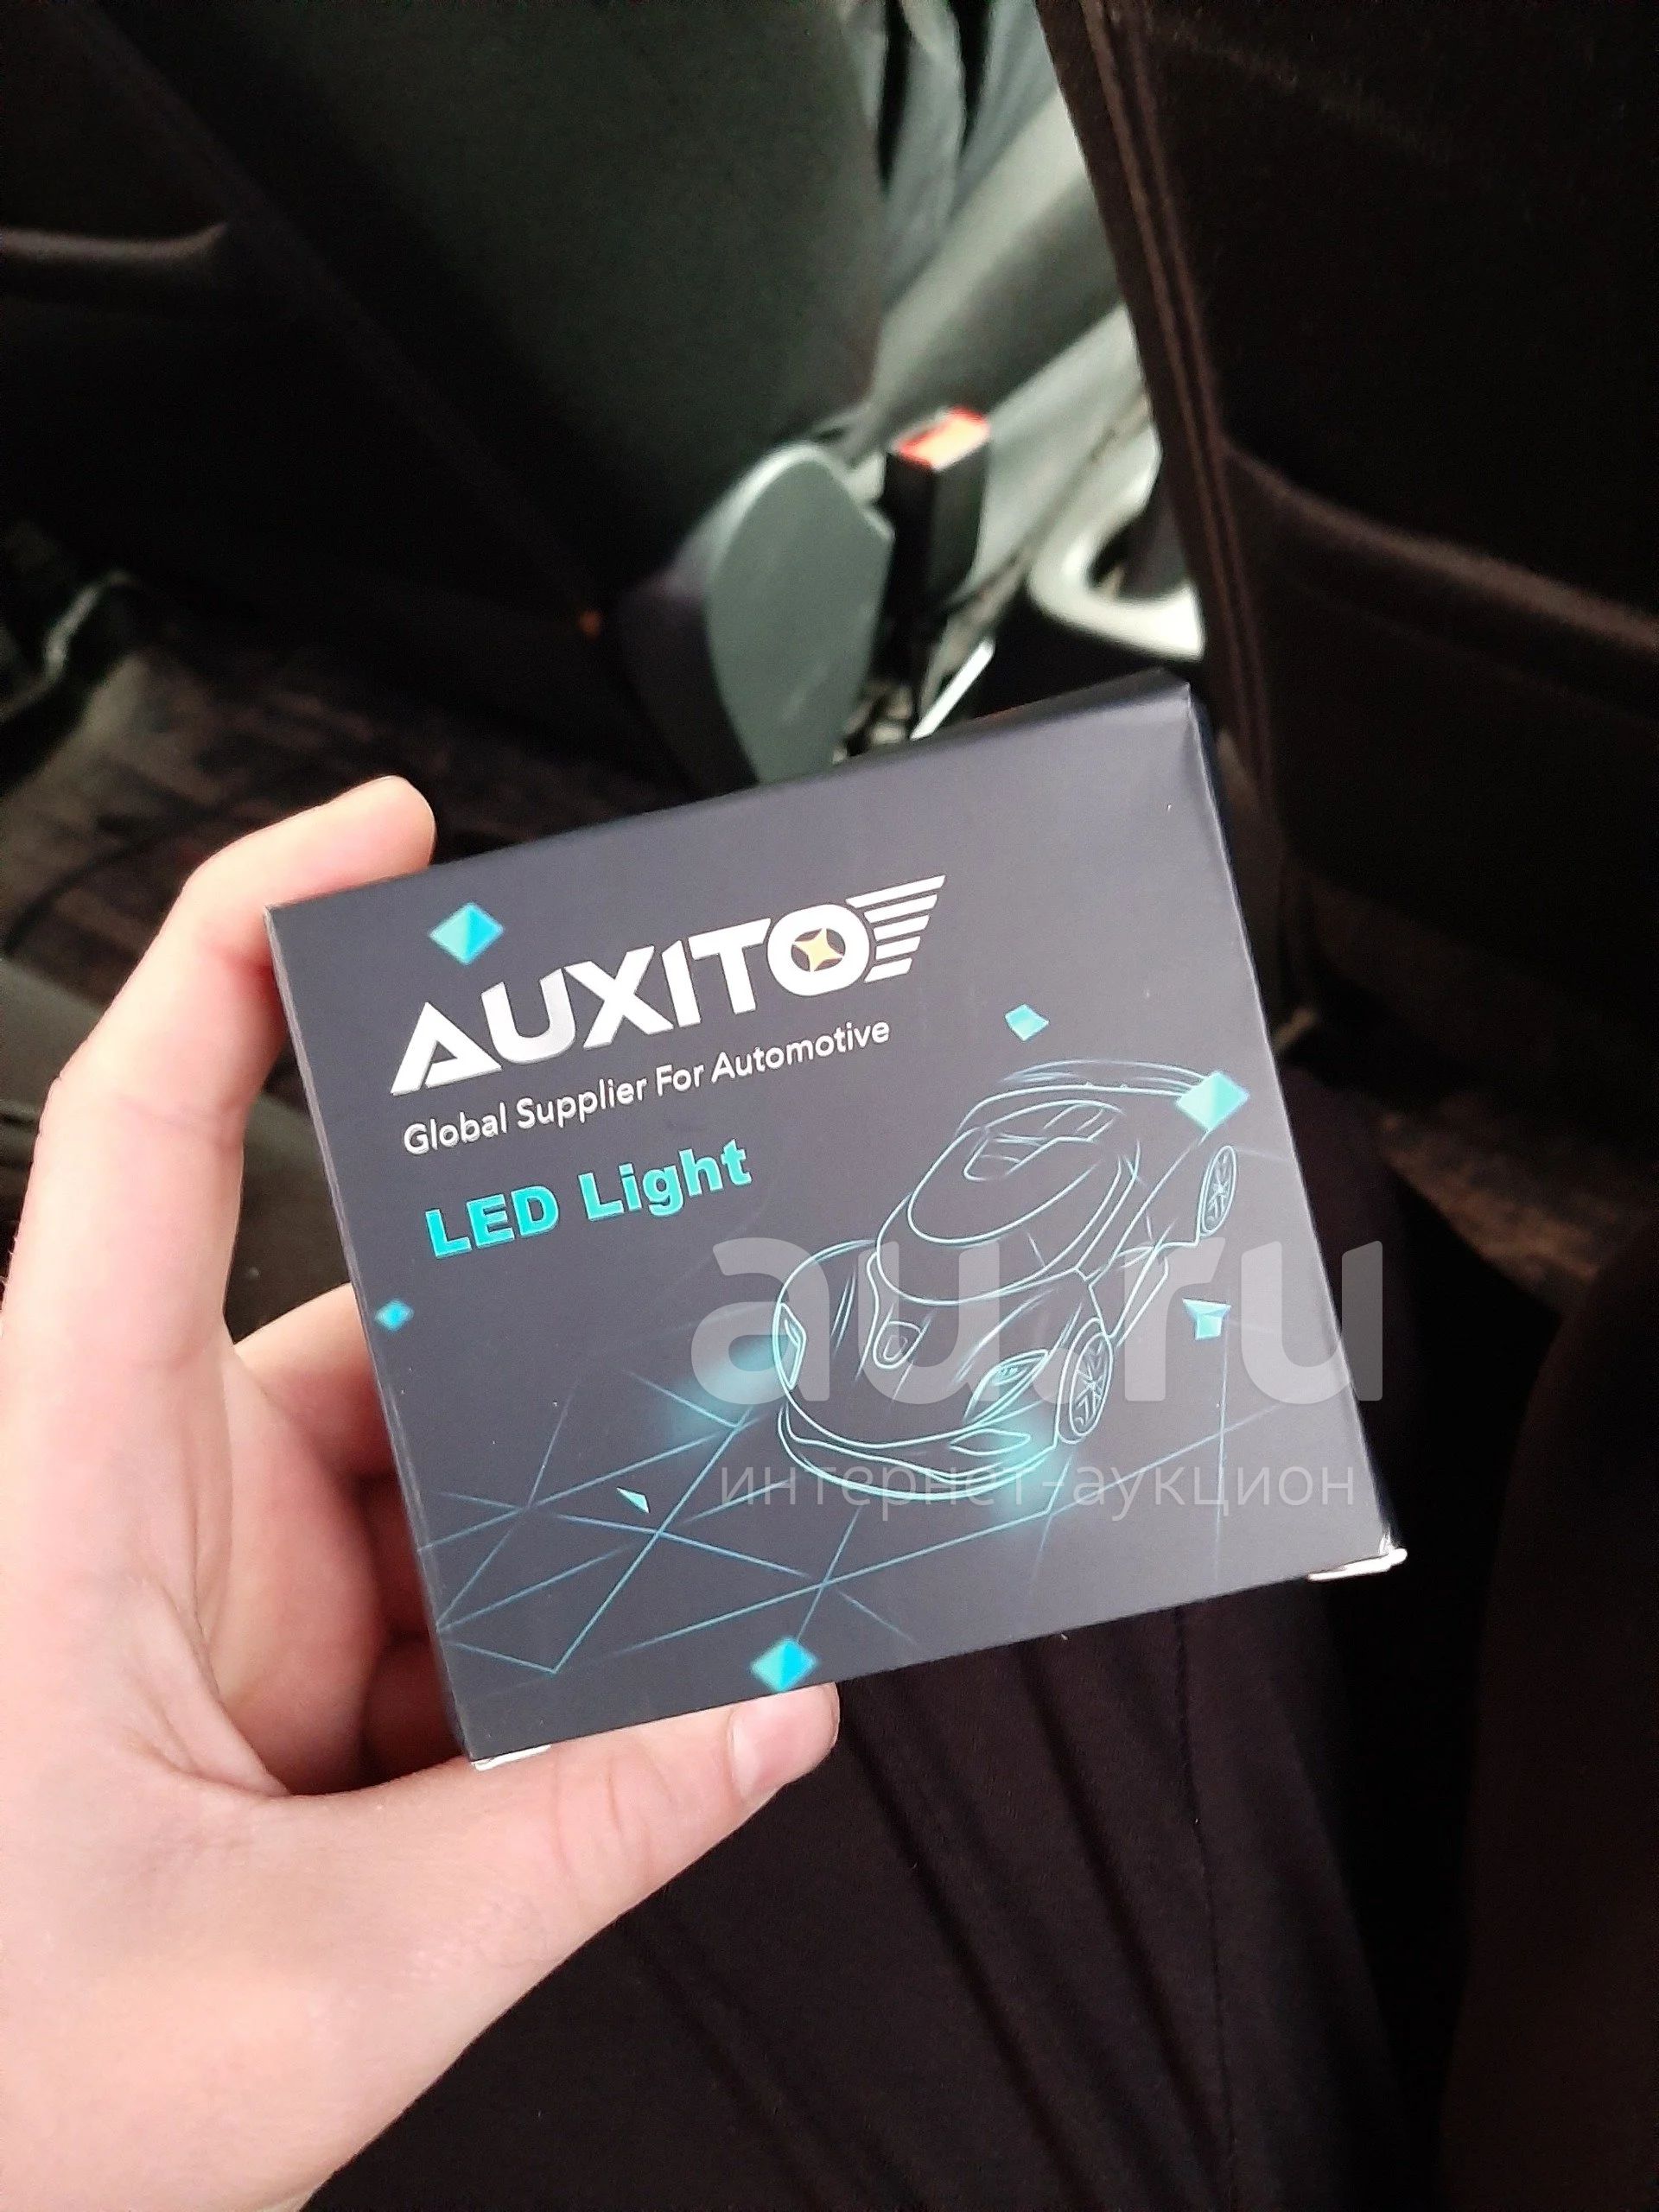 AUXITO
Global Supplier For Automotive
LED Light
au.ru
интернет-аукцион